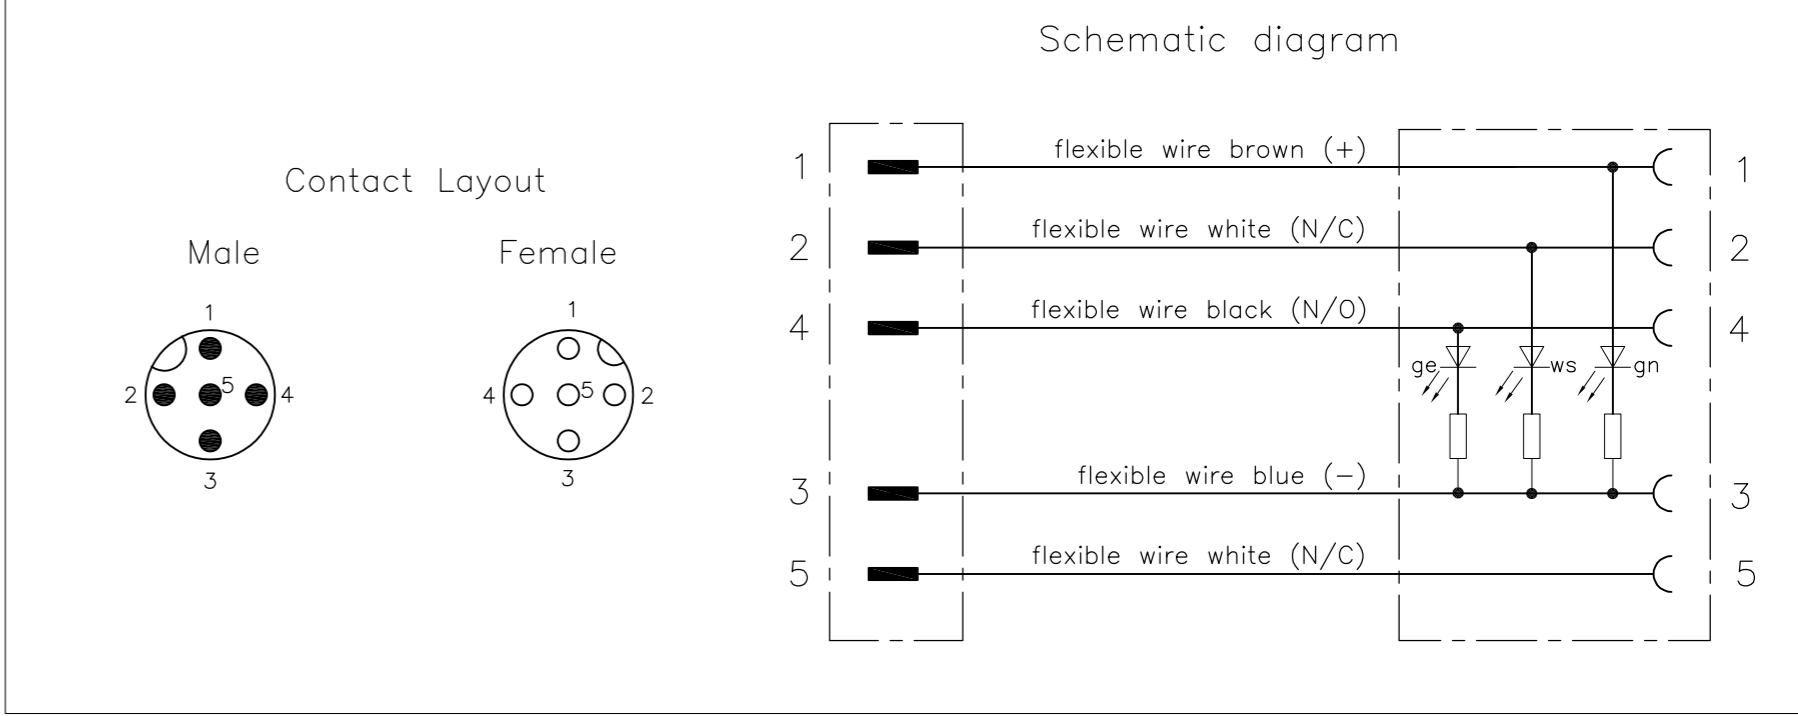 Schematic diagram
Contact Layout
Male
Female
1
2
5
4
3
1
4
5
2
3
1 flexible wire brown (+) 1
2 flexible wire white (N/C) 2
4 flexible wire black (N/O) 4
ge ws gn
3 flexible wire blue (−) 3
5 flexible wire white (N/C) 5